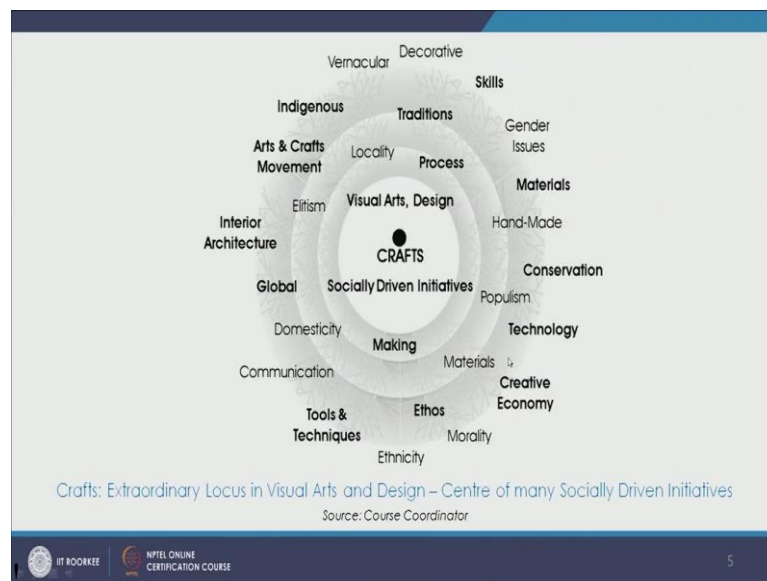 Decorative
Vernacular
Skills
Indigenous
Traditions
Gender
Issues
Arts & Crafts
Movement
Locality
Process
Materials
Elitism
Visual Arts, Design
Hand-Made
Interior
Architecture
CRAFTS
Conservation
Global
Socially Driven Initiatives
Populism
Domesticity
Technology
Making
Materials
Communication
Creative
Economy
Tools &
Techniques
Ethos
Morality
Ethnicity
Crafts: Extraordinary Locus in Visual Arts and Design – Centre of many Socially Driven Initiatives
Source: Course Coordinator
IIT ROORKEE
NPTEL ONLINE
CERTIFICATION COURSE
5